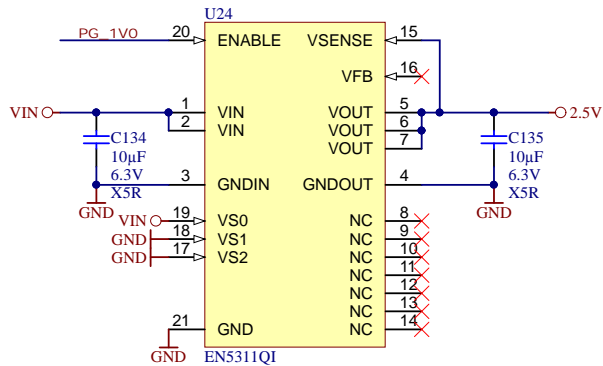 U24
PG_1V0 20 ENABLE VSENSE 15
VFB 16
VIN 1 VIN VOUT 5 2.5V
2 VIN VOUT 6
VOUT 7
C134
10µF
6.3V
X5R
C135
10µF
6.3V
X5R
3 GNDIN GNDOUT 4
GND
GND
VIN 19 VS0 NC 8
GND 18 VS1 NC 9
GND 17 VS2 NC 10
NC 11
NC 12
NC 13
21 GND NC 14
GND
EN5311QI